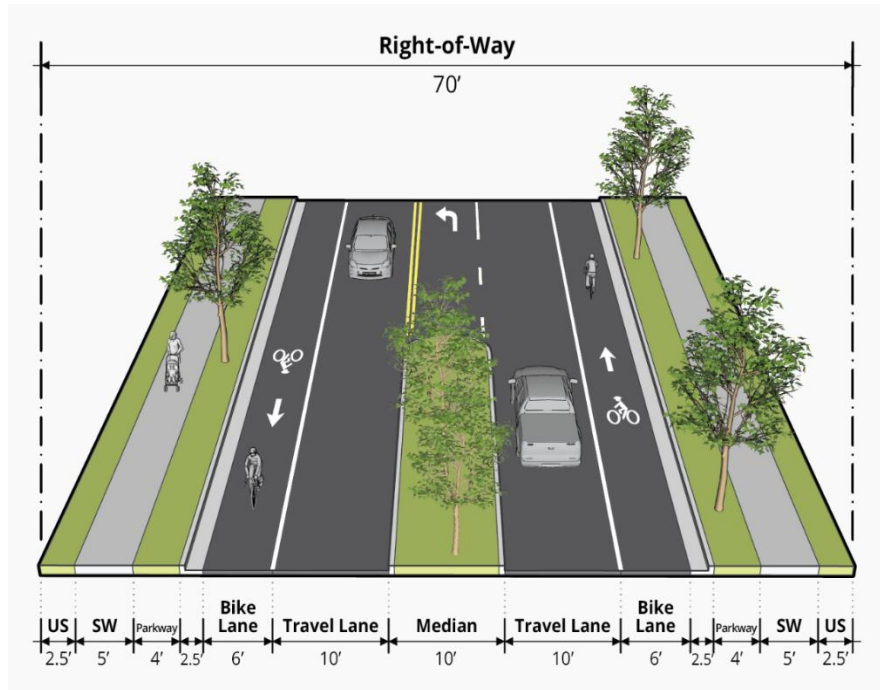 Right-of-Way
70’
US SW Parkway Bike Lane Travel Lane Median Travel Lane Bike Lane Parkway SW US
2.5’ 5’ 4’ 2.5’ 6’ 10’ 10’ 10’ 6’ 2.5’ 4’ 5’ 2.5’